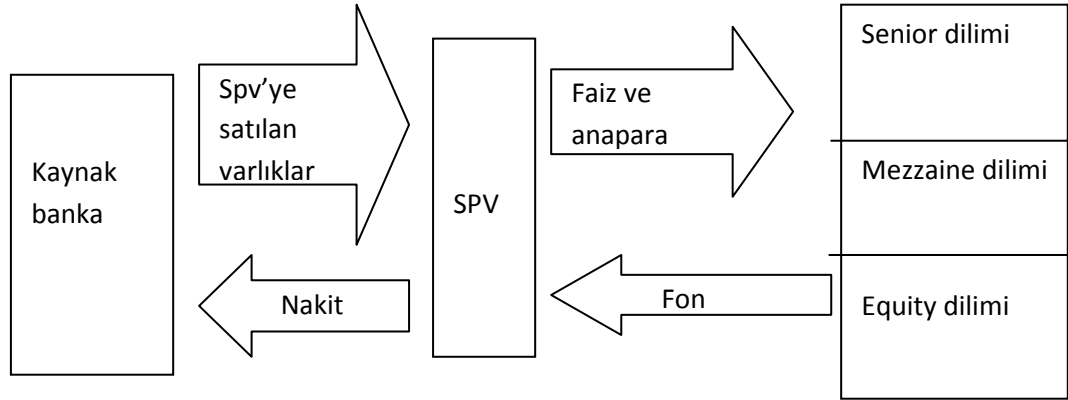 Kaynak
banka
Spv’ye
satılan
varlıklar
Nakit
SPV
Faiz ve
anapara
Fon
Senior dilimi
Mezzaine dilimi
Equity dilimi